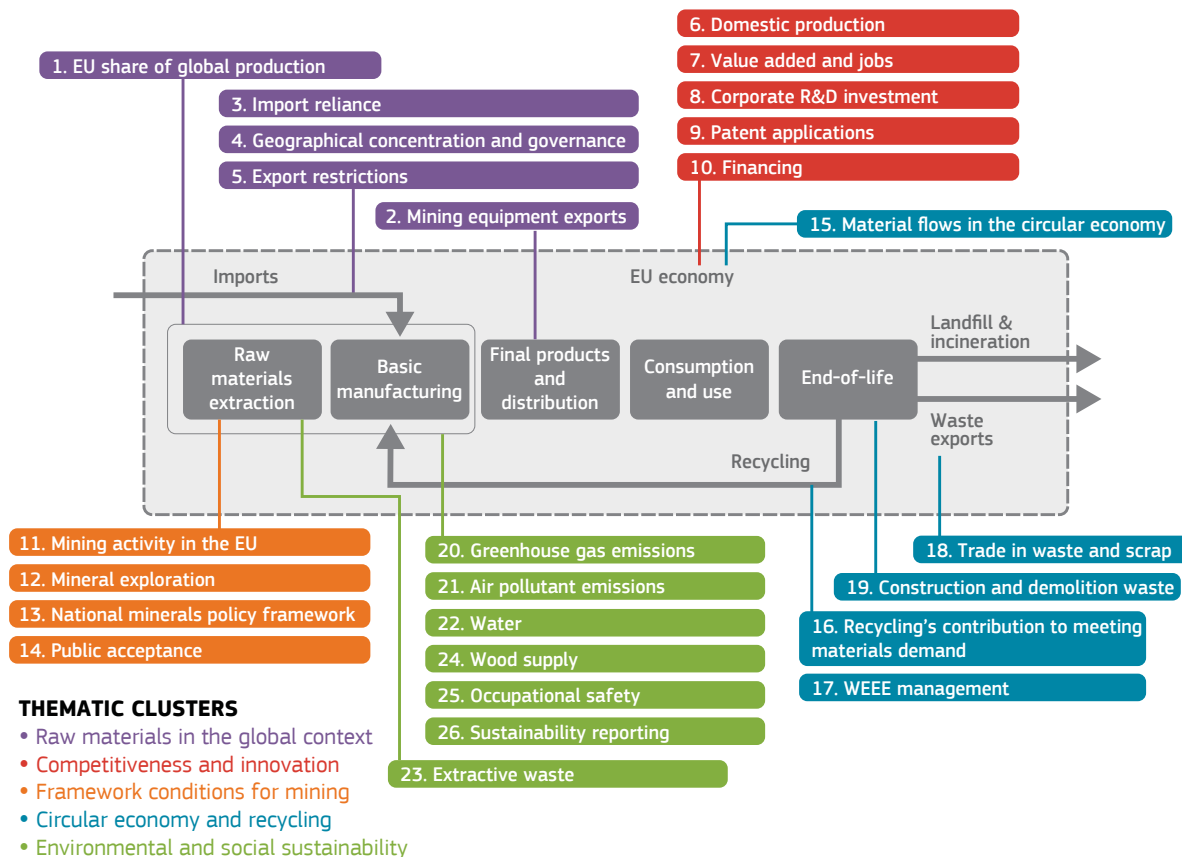 6. Domestic production
1. EU share of global production
7. Value added and jobs
3. Import reliance
8. Corporate R&D investment
4. Geographical concentration and governance
9. Patent applications
5. Export restrictions
10. Financing
2. Mining equipment exports
15. Material flows in the circular economy
Imports
EU economy
Landfill &
incineration
Raw
materials
extraction
Basic
manufacturing
Final products
and
distribution
Consumption
and use
End-of-life
Waste
exports
Recycling
11. Mining activity in the EU
12. Mineral exploration
13. National minerals policy framework
14. Public acceptance
20. Greenhouse gas emissions
21. Air pollutant emissions
22. Water
24. Wood supply
25. Occupational safety
26. Sustainability reporting
23. Extractive waste
18. Trade in waste and scrap
19. Construction and demolition waste
16. Recycling's contribution to meeting
materials demand
17. WEEE management
THEMATIC CLUSTERS
• Raw materials in the global context
• Competitiveness and innovation
• Framework conditions for mining
• Circular economy and recycling
• Environmental and social sustainability